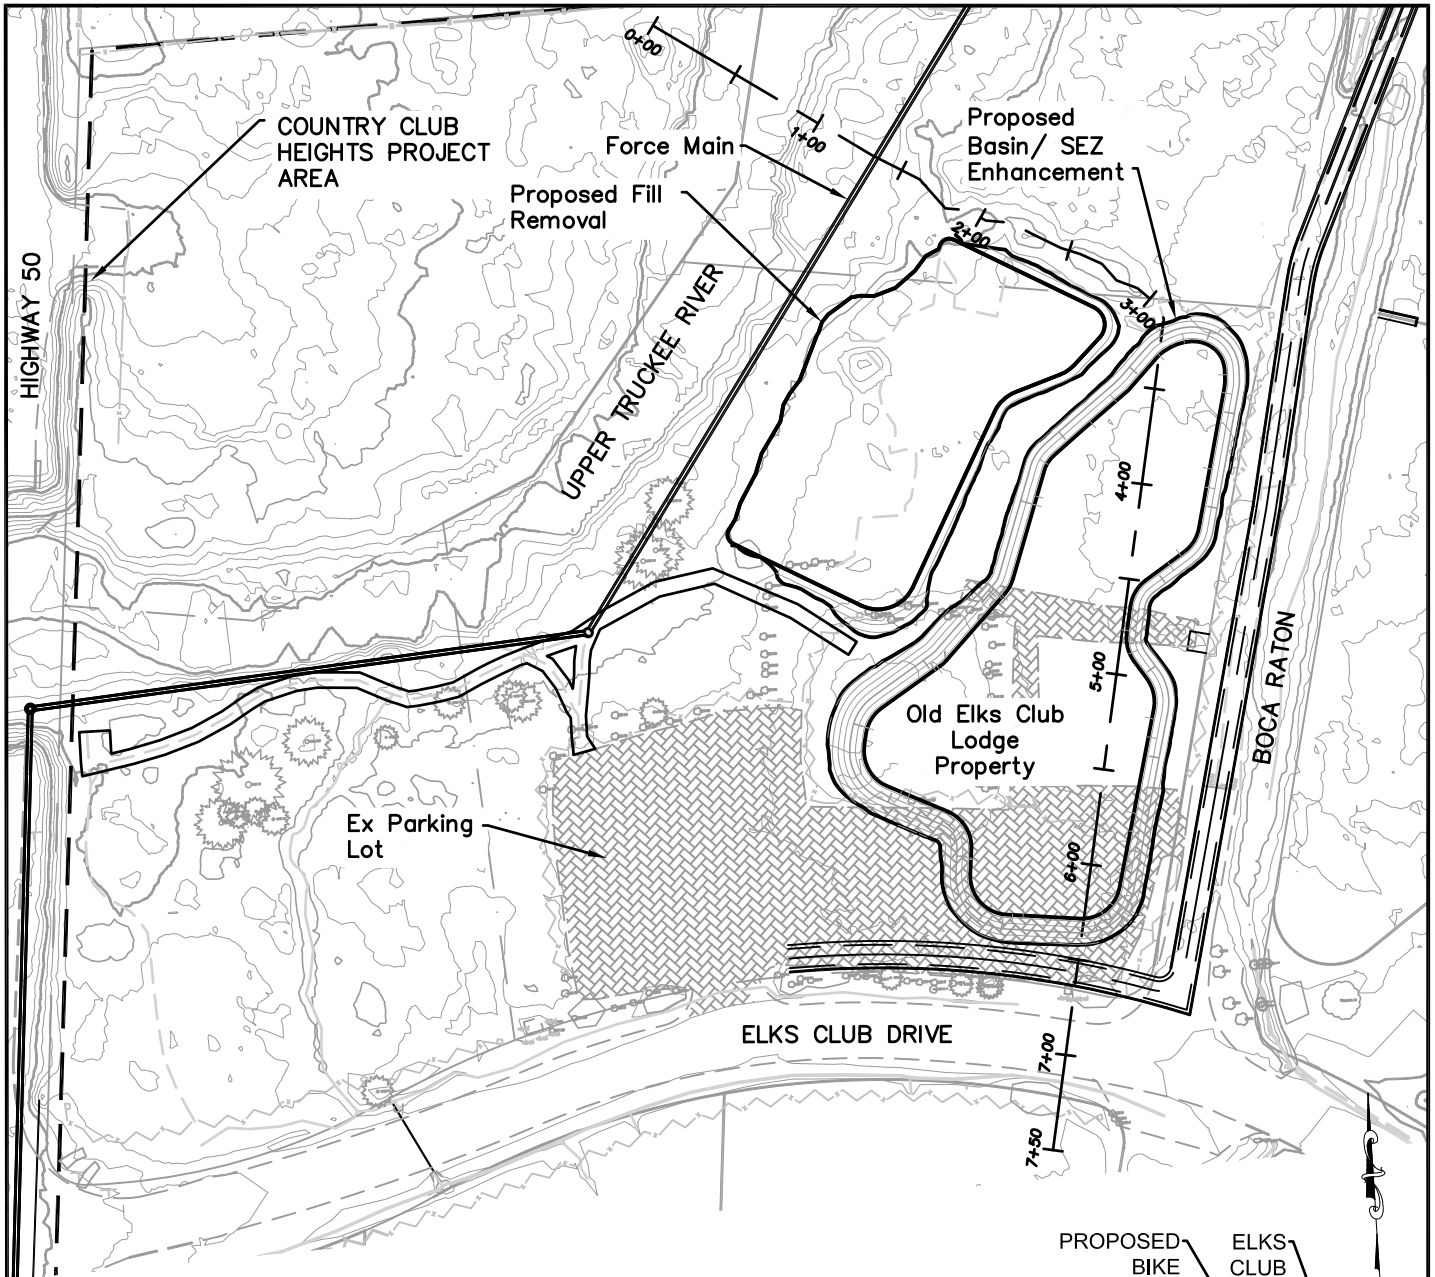 0+00
1+00
COUNTRY CLUB
HEIGHTS PROJECT
AREA
Force Main
Proposed
Basin/ SEZ
Enhancement
Proposed Fill
Removal
2+00
3+00
HIGHWAY 50
UPPER TRUCKEE RIVER
4+00
5+00
BOCA RATON
Old Elks Club
Lodge
Property
Ex Parking
Lot
6+00
ELKS CLUB DRIVE
7+00
7+50
PROPOSED
BIKE
ELKS
CLUB